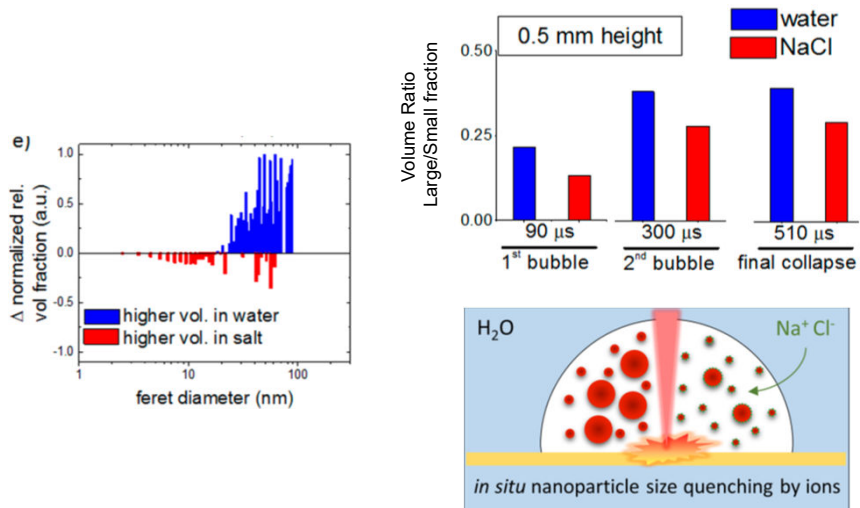 e)
1.0
0.5
0.0
-0.5
-1.0
Δ normalized rel.
vol fraction (a.u.)
higher vol. in water
higher vol. in salt
1
10
100
feret diameter (nm)
water
NaCl
0.5 mm height
0.50
0.25
0.00
Volume Ratio
Large/Small fraction
90 µs
300 µs
510 µs
1st bubble
2nd bubble
final collapse
H2O
Na+ Cl-
in situ nanoparticle size quenching by ions